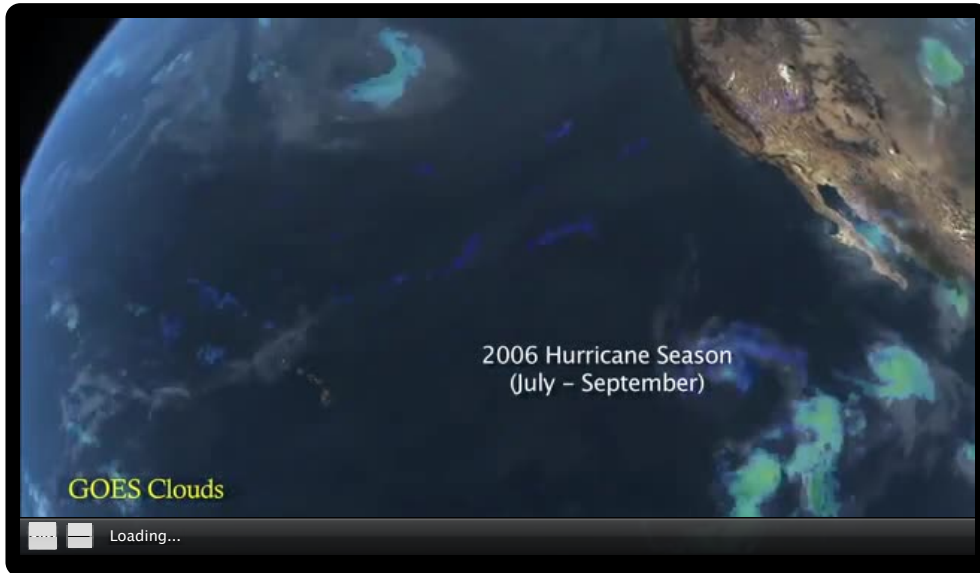 2006 Hurricane Season
(July – September)
GOES Clouds
Loading...